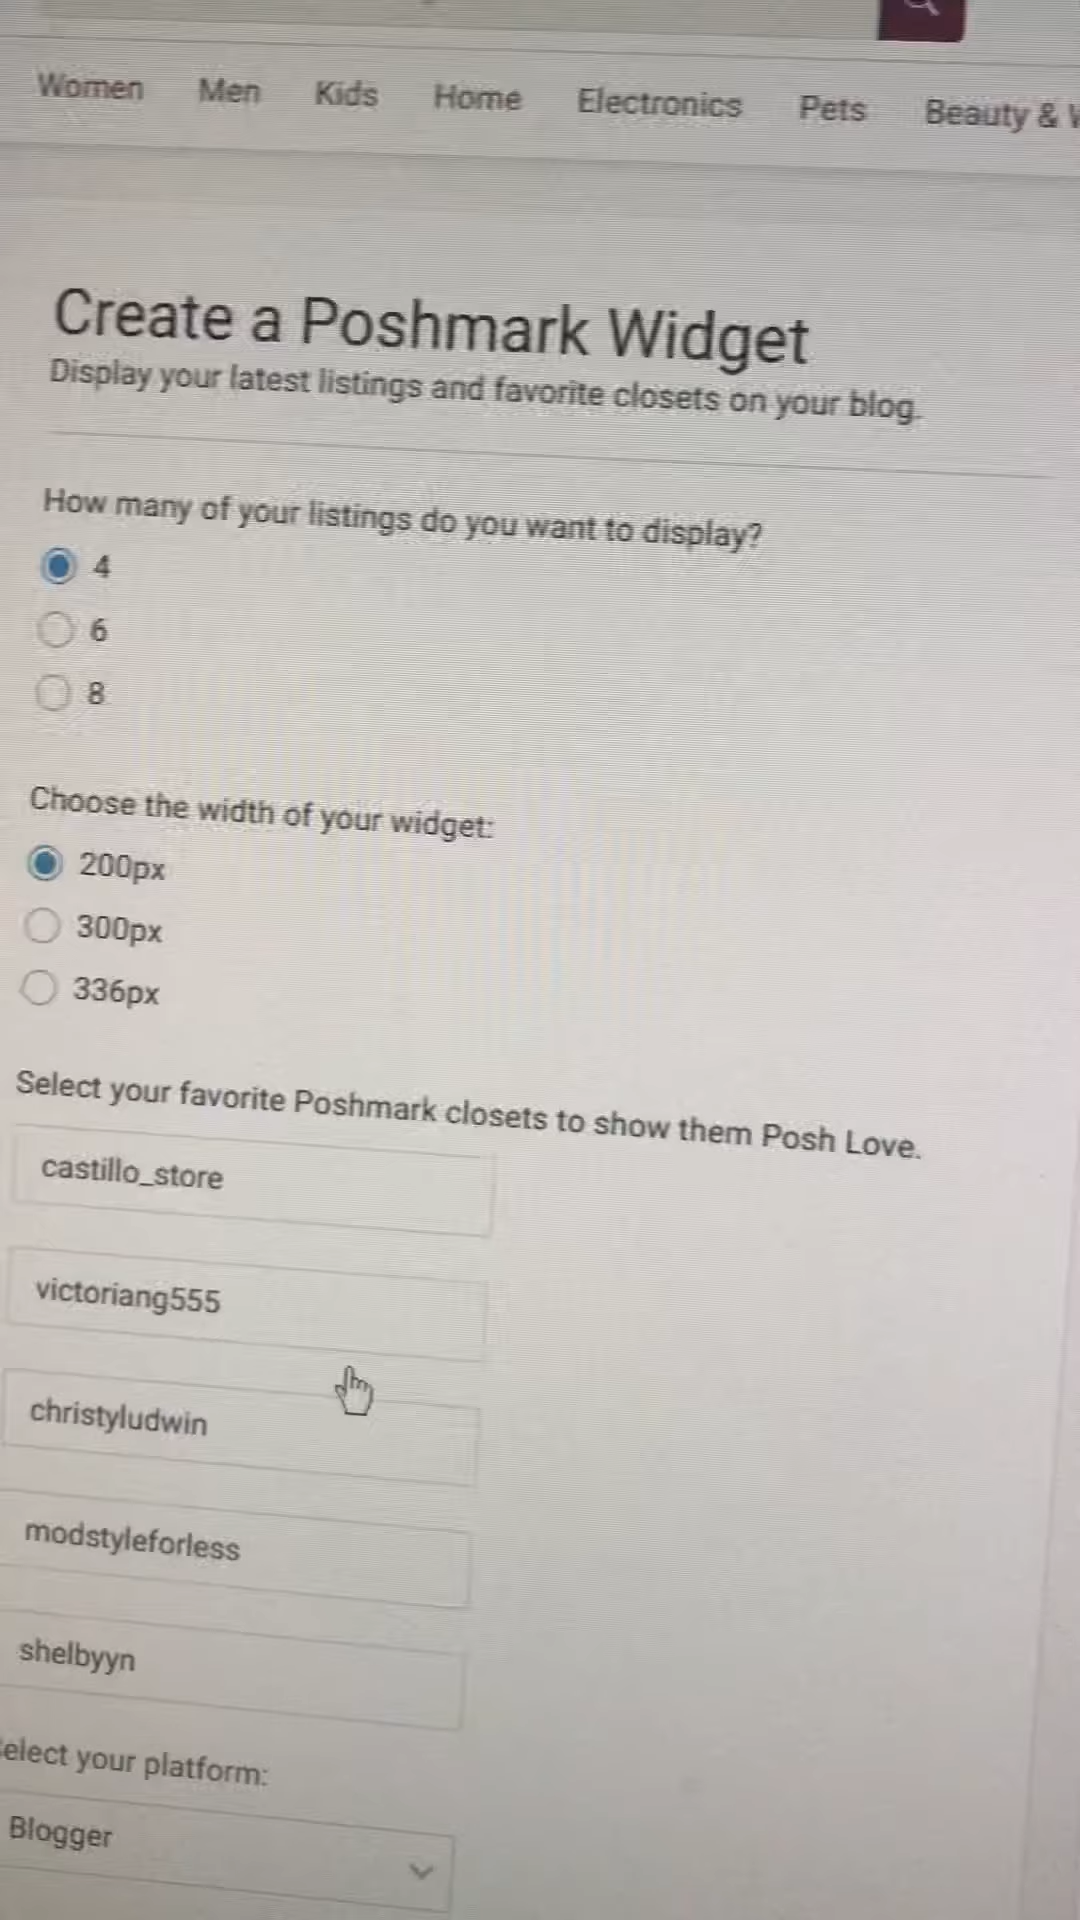 Women Men Kids Home Electronics Pets Beauty &
Create a Poshmark Widget
Display your latest listings and favorite closets on your blog.
How many of your listings do you want to display?
4
6
8
Choose the width of your widget:
200px
300px
336px
Select your favorite Poshmark closets to show them Posh Love.
castillo_store
victoriang555
christyludwin
modstyleforless
shelbyyn
elect your platform:
Blogger